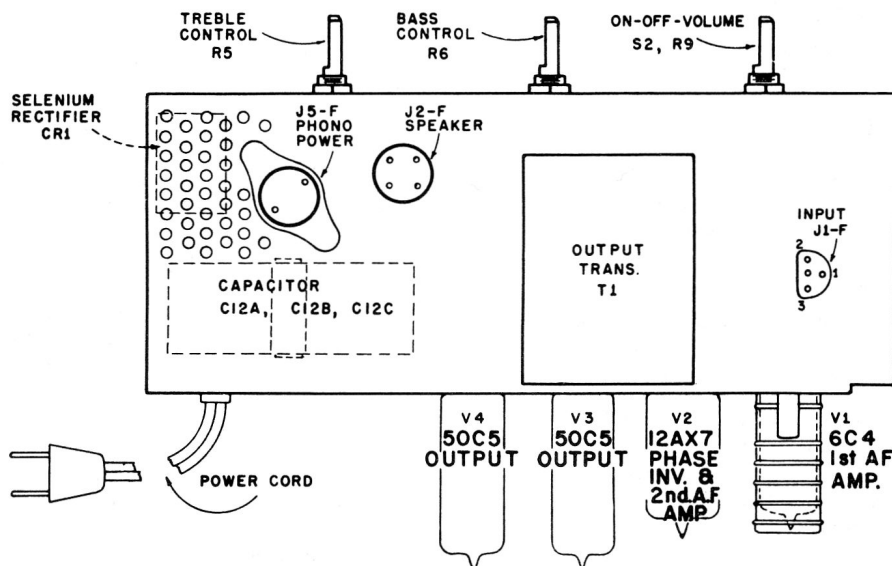 TREBLE
CONTROL
R5
BASS
CONTROL
R6
ON-OFF-VOLUME
S2, R9
SELENIUM
RECTIFIER
CR1
J5-F
PHONO
POWER
J2-F
SPEAKER
INPUT
J1-F
2
1
3
OUTPUT
TRANS.
T1
CAPACITOR
C12A, C12B, C12C
POWER CORD
V4
50C5
OUTPUT
V3
50C5
OUTPUT
V2
12AX7
PHASE
INV. &
2nd.A.F
AMP
V1
6C4
1st AF
AMP.